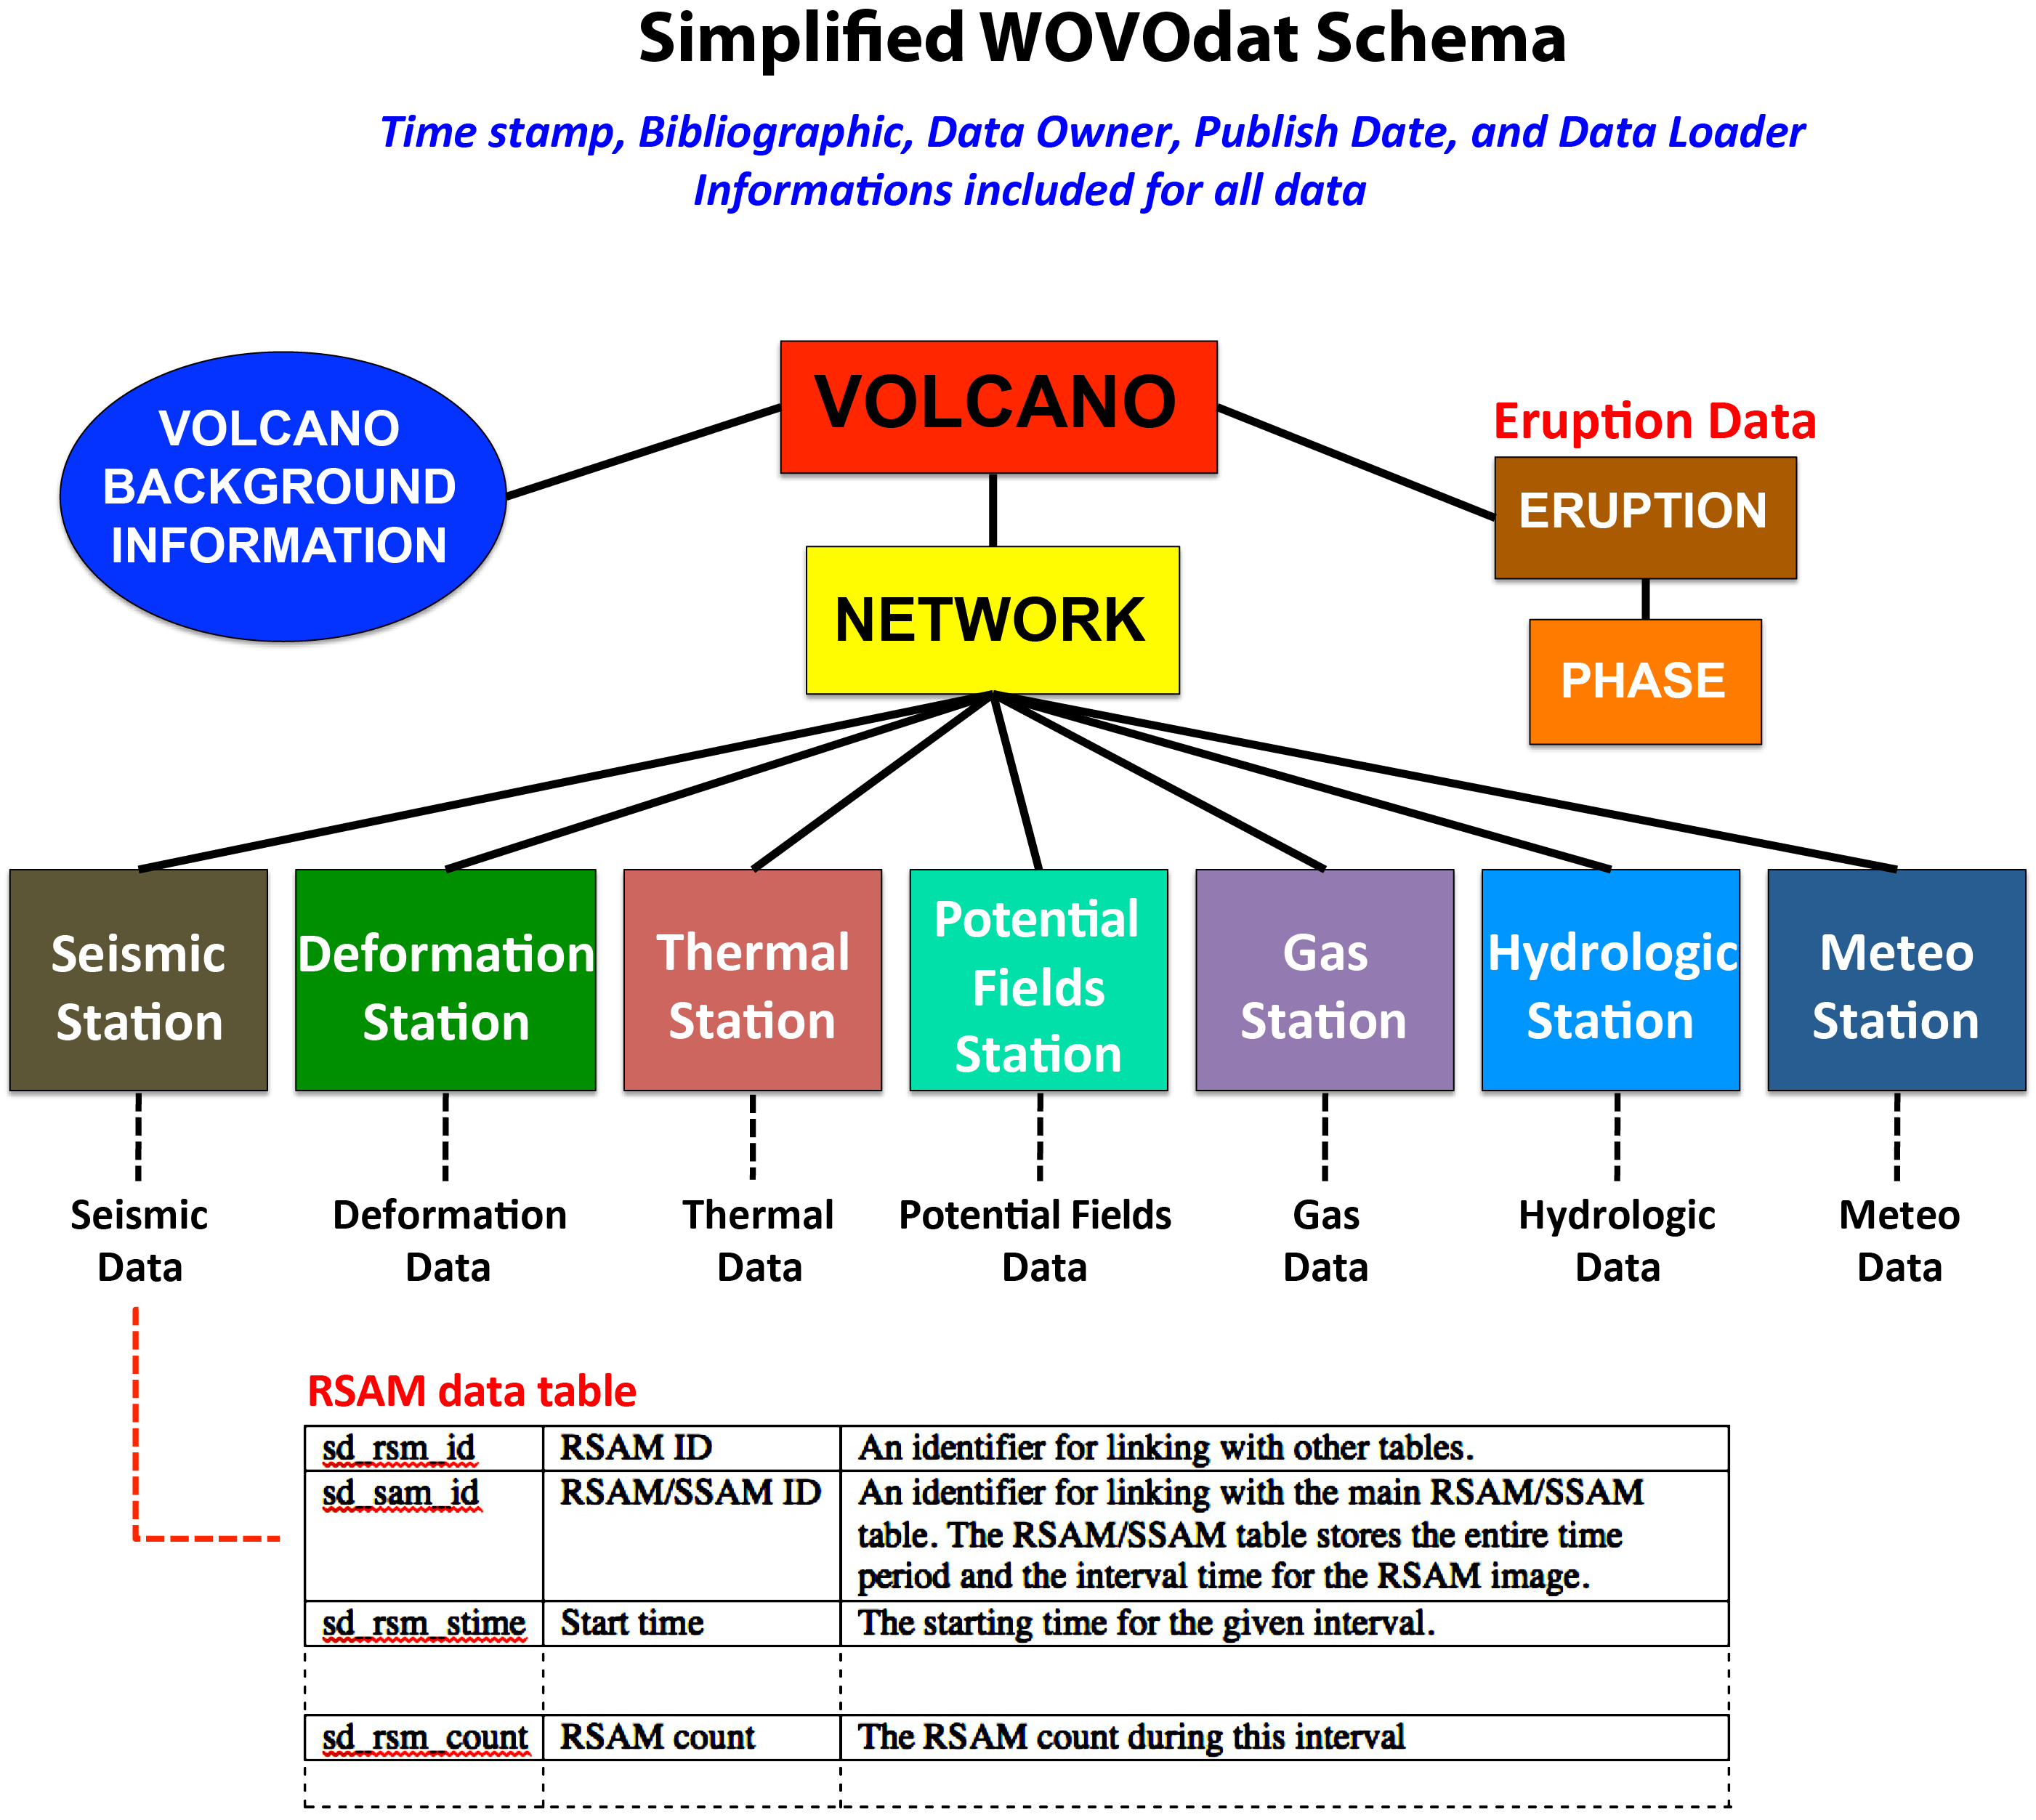 Simplified WOVOdat Schema
Time stamp, Bibliographic, Data Owner, Publish Date, and Data Loader
Informations included for all data
VOLCANO
BACKGROUND
INFORMATION
VOLCANO
Eruption Data
ERUPTION
PHASE
NETWORK
Seismic
Station
Deformation
Station
Thermal
Station
Potential
Fields
Station
Gas
Station
Hydrologic
Station
Meteo
Station
Seismic
Data
Deformation
Data
Thermal
Data
Potential Fields
Data
Gas
Data
Hydrologic
Data
Meteo
Data
RSAM data table
sd_rsm_id RSAM ID An identifier for linking with other tables.
sd_sam_id RSAM/SSAM ID An identifier for linking with the main RSAM/SSAM
table. The RSAM/SSAM table stores the entire time
period and the interval time for the RSAM image.
sd_rsm_stime Start time The starting time for the given interval.
sd_rsm_count RSAM count The RSAM count during this interval